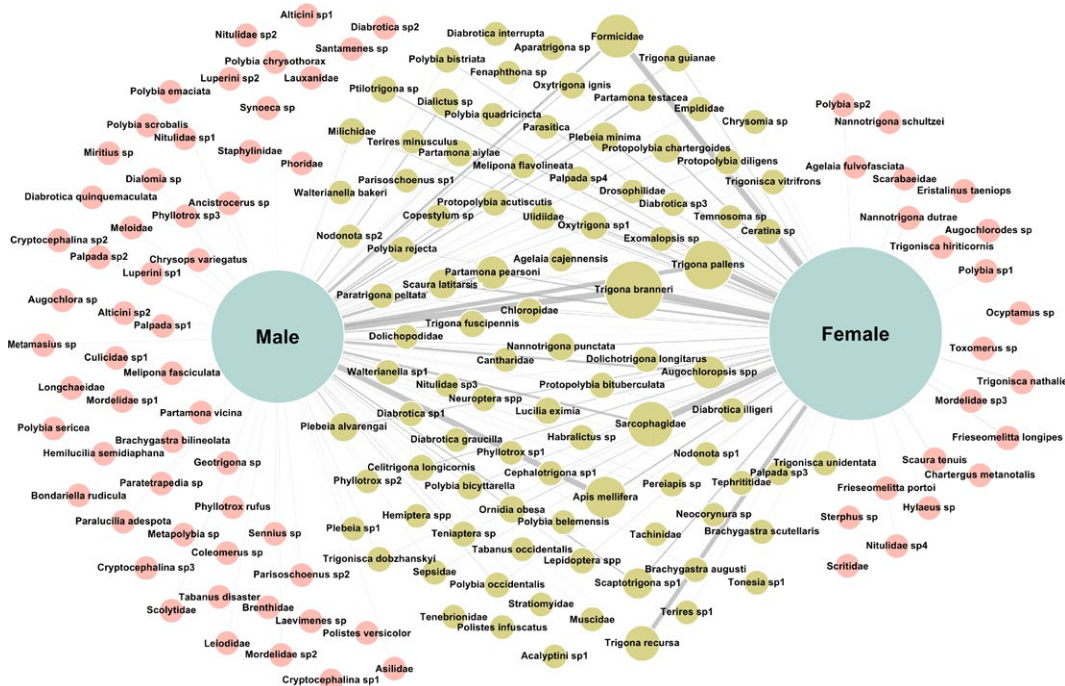 Alticini sp1
Diabrotica sp2
Nitulidae sp2
Santamenes sp
Polybia chrysothorax
Luperini sp2
Lauxanidae
Polybia emaciata
Synoeca sp
Polybia scrobalis
Nitulidae sp1
Miritius sp
Staphylinidae
Phoridae
Dialomia sp
Diabrotica quinquemaculata
Ancistrocerus sp
Phyllotrox sp3
Meloidae
Cryptocephalina sp2
Palpada sp2
Chrysops variegatus
Luperini sp1
Augochlora sp
Alticini sp2
Palpada sp1
Metamasius sp
Culicidae sp1
Melipona fasciculata
Longchaeidae
Mordelidae sp1
Partamona vicina
Polybia sericea
Brachygastra bilineolata
Hemilucilia semidiaphana
Geotrigona sp
Paratetrapedia sp
Bondariella rudicula
Phyllotrox rufus
Paralucilia adespota
Metapolybia sp
Sennius sp
Coleomerus sp
Cryptocephalina sp3
Parisoschoenus sp2
Tabanus disaster
Scolytidae
Brenthidae
Laevimenes sp
Polistes versicolor
Leiodidae
Mordelidae sp2
Asilidae
Cryptocephalina sp1
Male
Diabrotica interrupta
Formicidae
Aparatrigona sp
Polybia bistriata
Trigona guianae
Fenaphthona sp
Oxytrigona ignis
Ptilotrigona sp
Dialictus sp
Partamona testacea
Polybia quadricincta
Empididae
Chrysomia sp
Milichidae
Parasitica
Terires minusculus
Plebeia minima
Partamona aiylae
Protopolybia chartergoides
Melipona flavolineata
Protopolybia diligens
Parisoschoenus sp1
Palpada sp4
Trigonisca vitrifrons
Walterianella bakeri
Drosophilidae
Protopolybia acutiscutis
Diabrotica sp3
Copestylum sp
Ulidiidae
Temnosoma sp
Oxytrigona sp1
Ceratina sp
Nodonota sp2
Exomalopsis sp
Polybia rejecta
Agelaia cajennensis
Trigona pallens
Partamona pearsoni
Scaura latitarsis
Trigona branneri
Paratrigona peltata
Chloropidae
Trigona fuscipennis
Dolichopodidae
Nannotrigona punctata
Cantharidae
Dolichotrigona longitarus
Walterianella sp1
Augochloropsis spp
Nitulidae sp3
Protopolybia bituberculata
Neuroptera spp
Diabrotica sp1
Lucilia eximia
Diabrotica illigeri
Plebeia alvarengai
Sarcophagidae
Diabrotica graucilla
Habralictus sp
Phyllotrox sp1
Nodonota sp1
Celitrigona longicornis
Cephalotrigona sp1
Trigonisca unidentata
Palpada sp3
Phyllotrox sp2
Polybia bicyttarella
Pereiapis sp
Tephrititidae
Apis mellifera
Hemiptera spp
Ornidia obesa
Neocorynura sp
Plebeia sp1
Polybia belemensis
Teniaptera sp
Tachinidae
Brachygastra scutellaris
Tabanus occidentalis
Trigonisca dobzhanskyi
Lepidoptera spp
Sepsidae
Brachygastra augusti
Polybia occidentalis
Scaptotrigona sp1
Tonesia sp1
Stratiomyidae
Tenebrionidae
Terires sp1
Polistes infuscatus
Muscidae
Trigona recursa
Acalyptini sp1
Female
Polybia sp2
Nannotrigona schultzei
Agelaia fulvofasciata
Scarabaeidae
Eristalinus taeniops
Nannotrigona dutrae
Augochlorodes sp
Trigonisca hiriticornis
Polybia sp1
Ocyptamus sp
Toxomerus sp
Trigonisca nathalie
Mordelidae sp3
Frieseomelitta longipes
Scaura tenuis
Chartergus metanotalis
Frieseomelitta portoi
Hylaeus sp
Sterphus sp
Nitulidae sp4
Scritidae